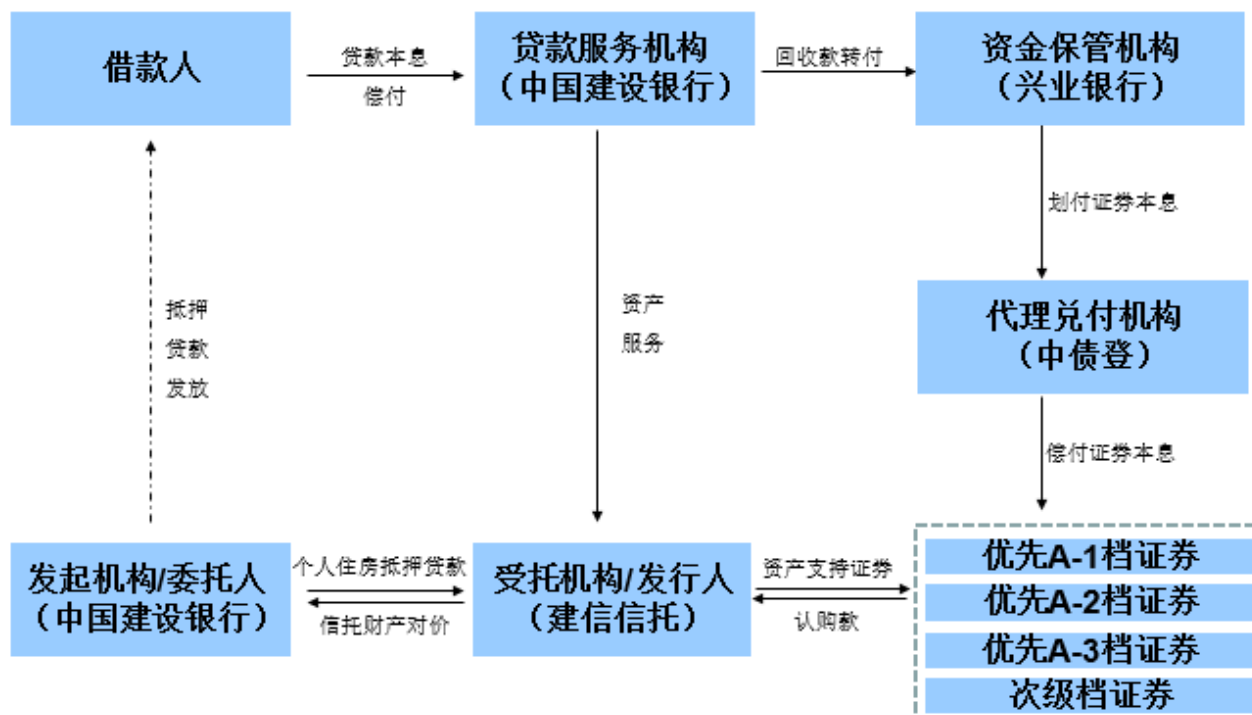 借款人
贷款本息
偿付
贷款服务机构
（中国建设银行）
回收款转付
资金保管机构
（兴业银行）
划付证券本息
抵押
贷款
发放
资产
服务
代理兑付机构
（中债登）
偿付证券本息
发起机构/委托人
（中国建设银行）
个人住房抵押贷款
信托财产对价
受托机构/发行人
（建信信托）
资产支持证券
认购款
优先A-1档证券
优先A-2档证券
优先A-3档证券
次级档证券